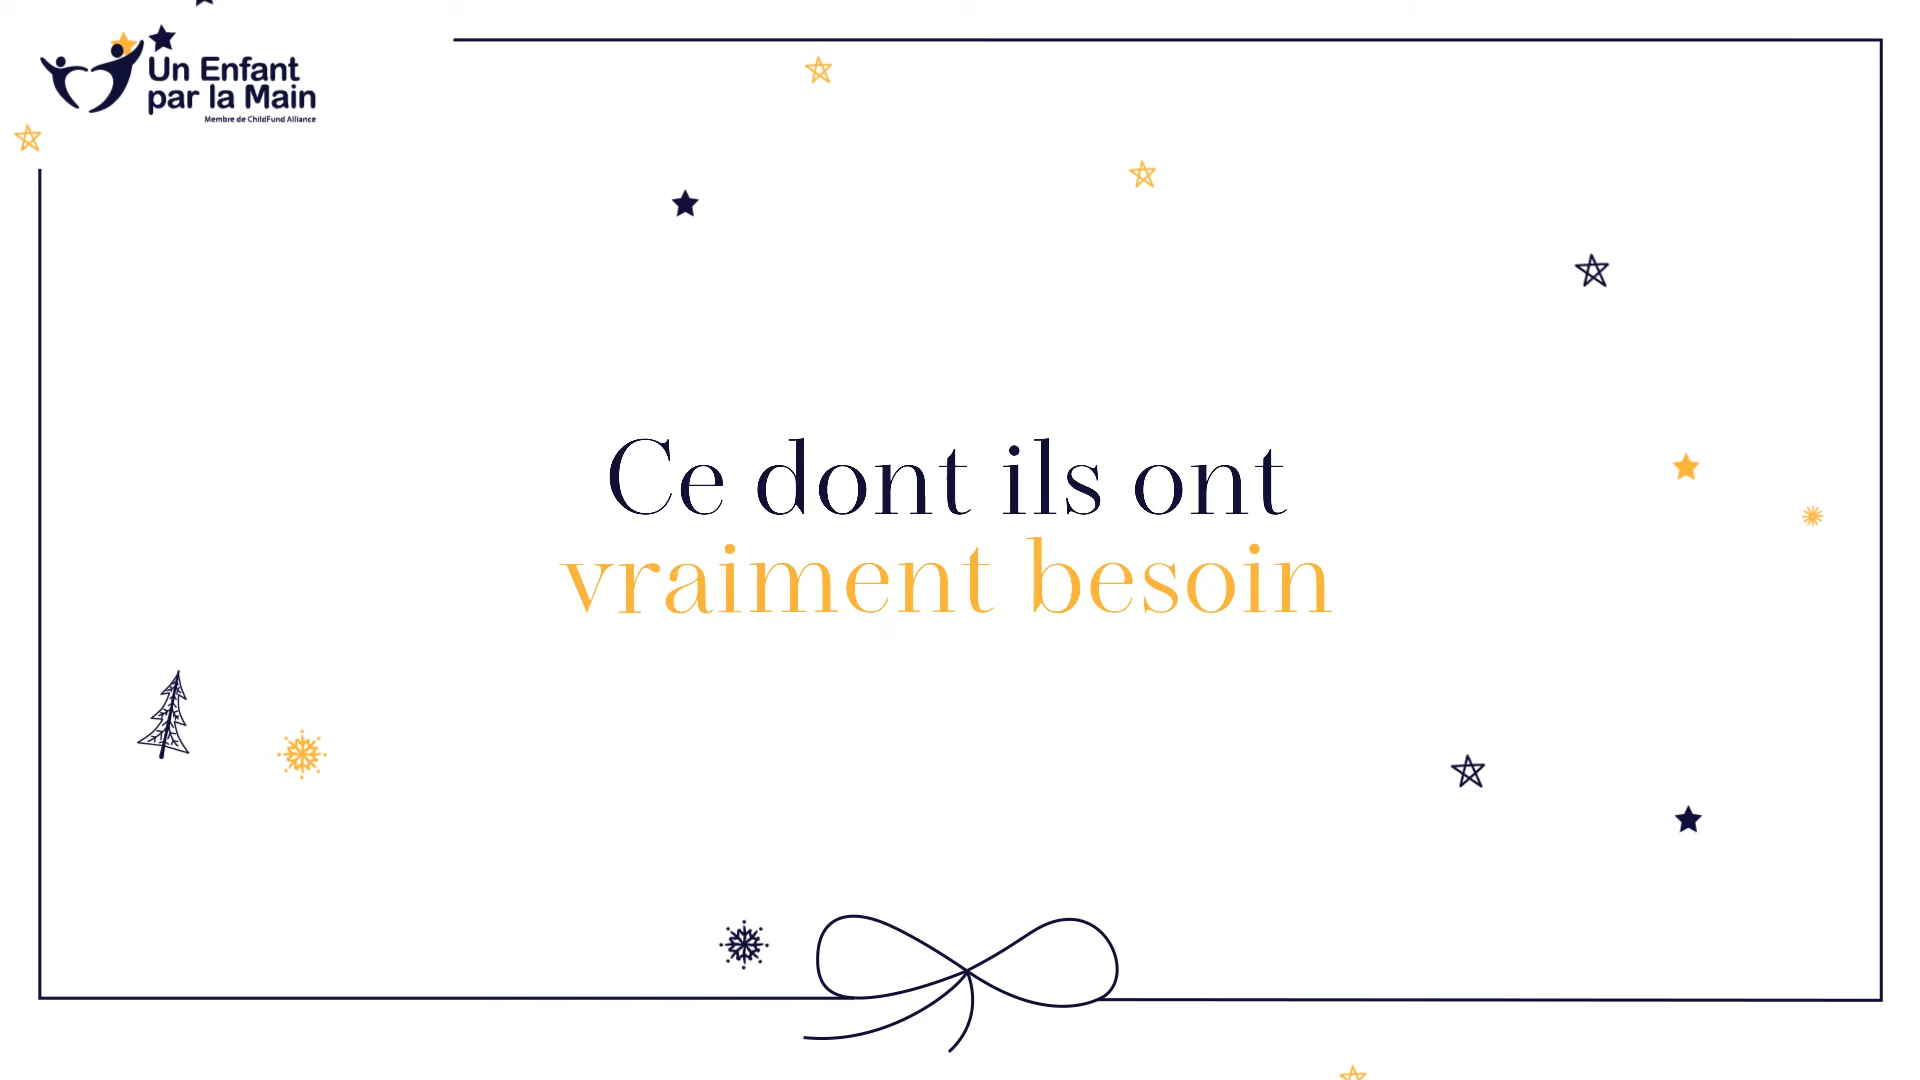 Un Enfant
par la Main
Membre de ChildFund Alliance
Ce dont ils ont
vraiment besoin